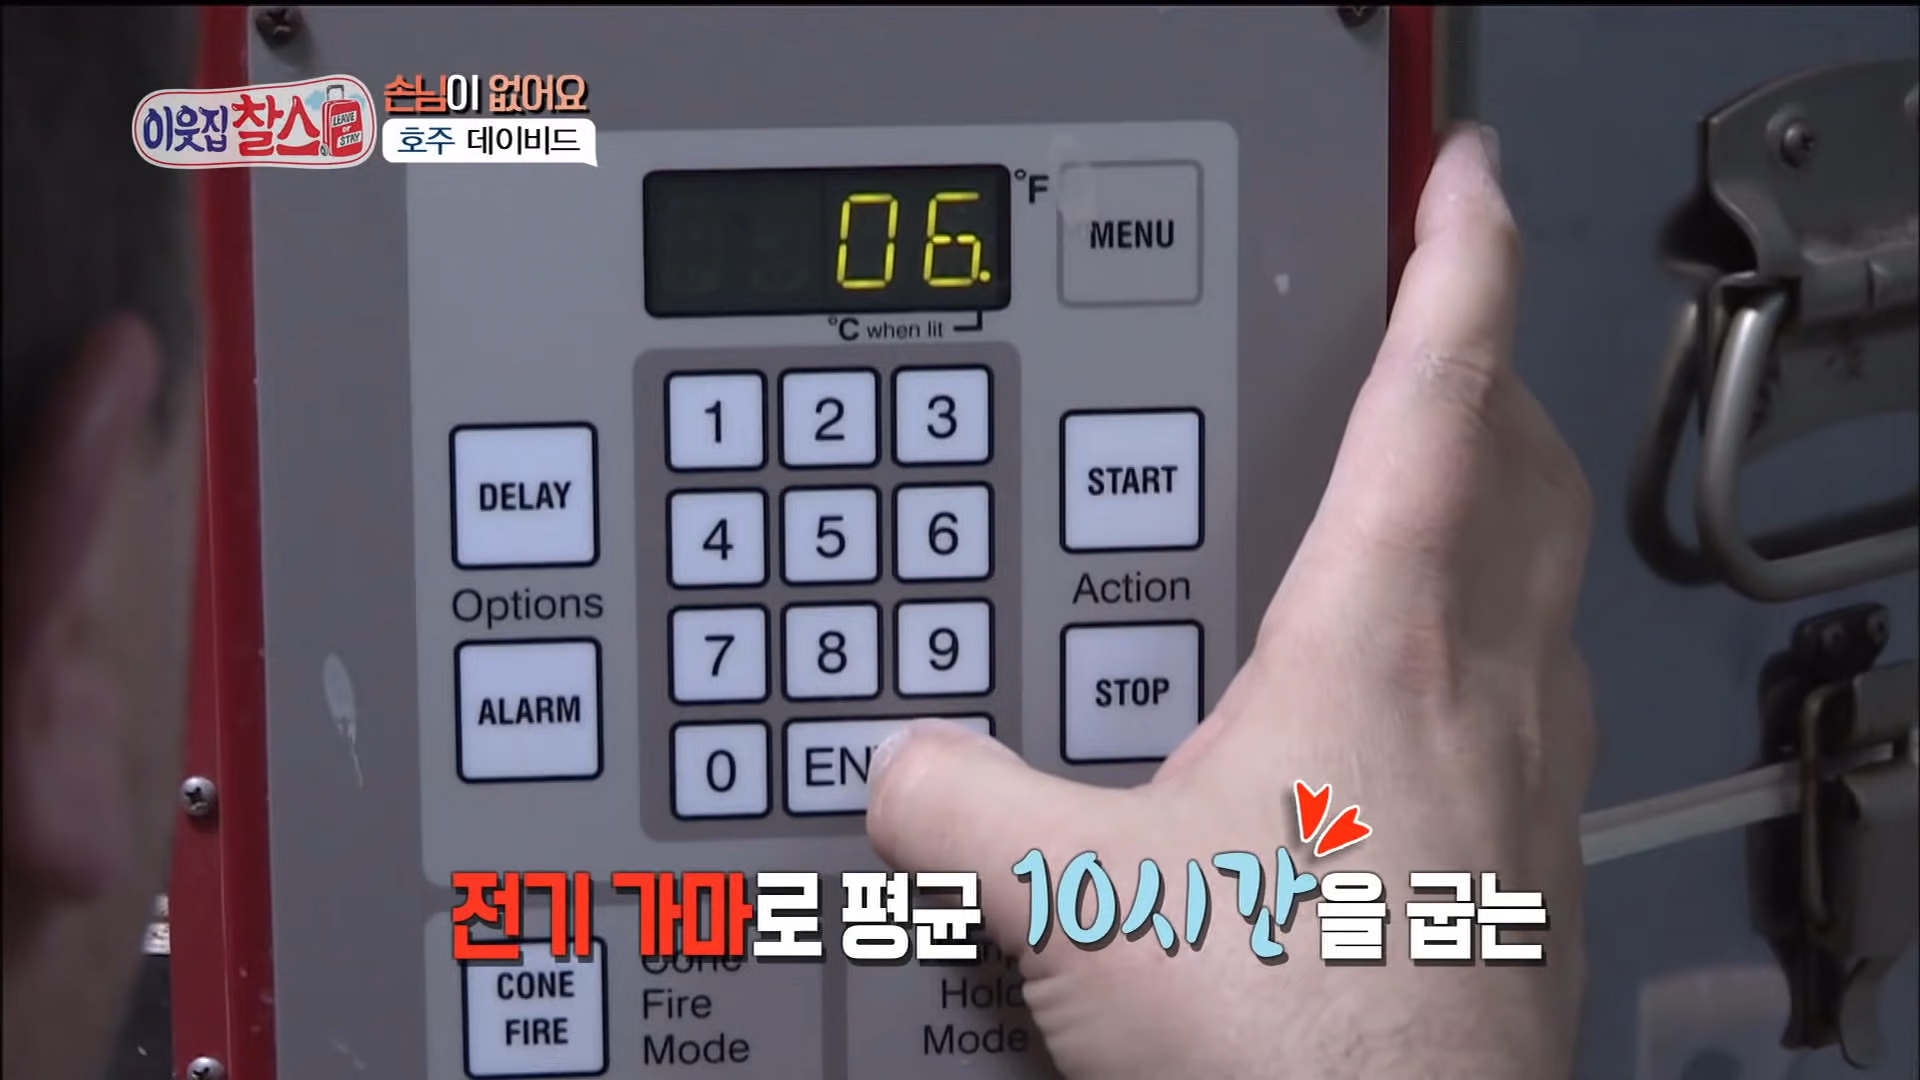 이웃집 찰스
LEAVE or STAY
손님이 없어요
호주 데이비드
06.
°F
MENU
°C when lit
1 2 3
DELAY
START
4 5 6
Options
Action
7 8 9
ALARM
STOP
0
전기 가마로 평균 10시간을 굽는
CONE FIRE
Cone
Fire
Mode
Hold
Mode